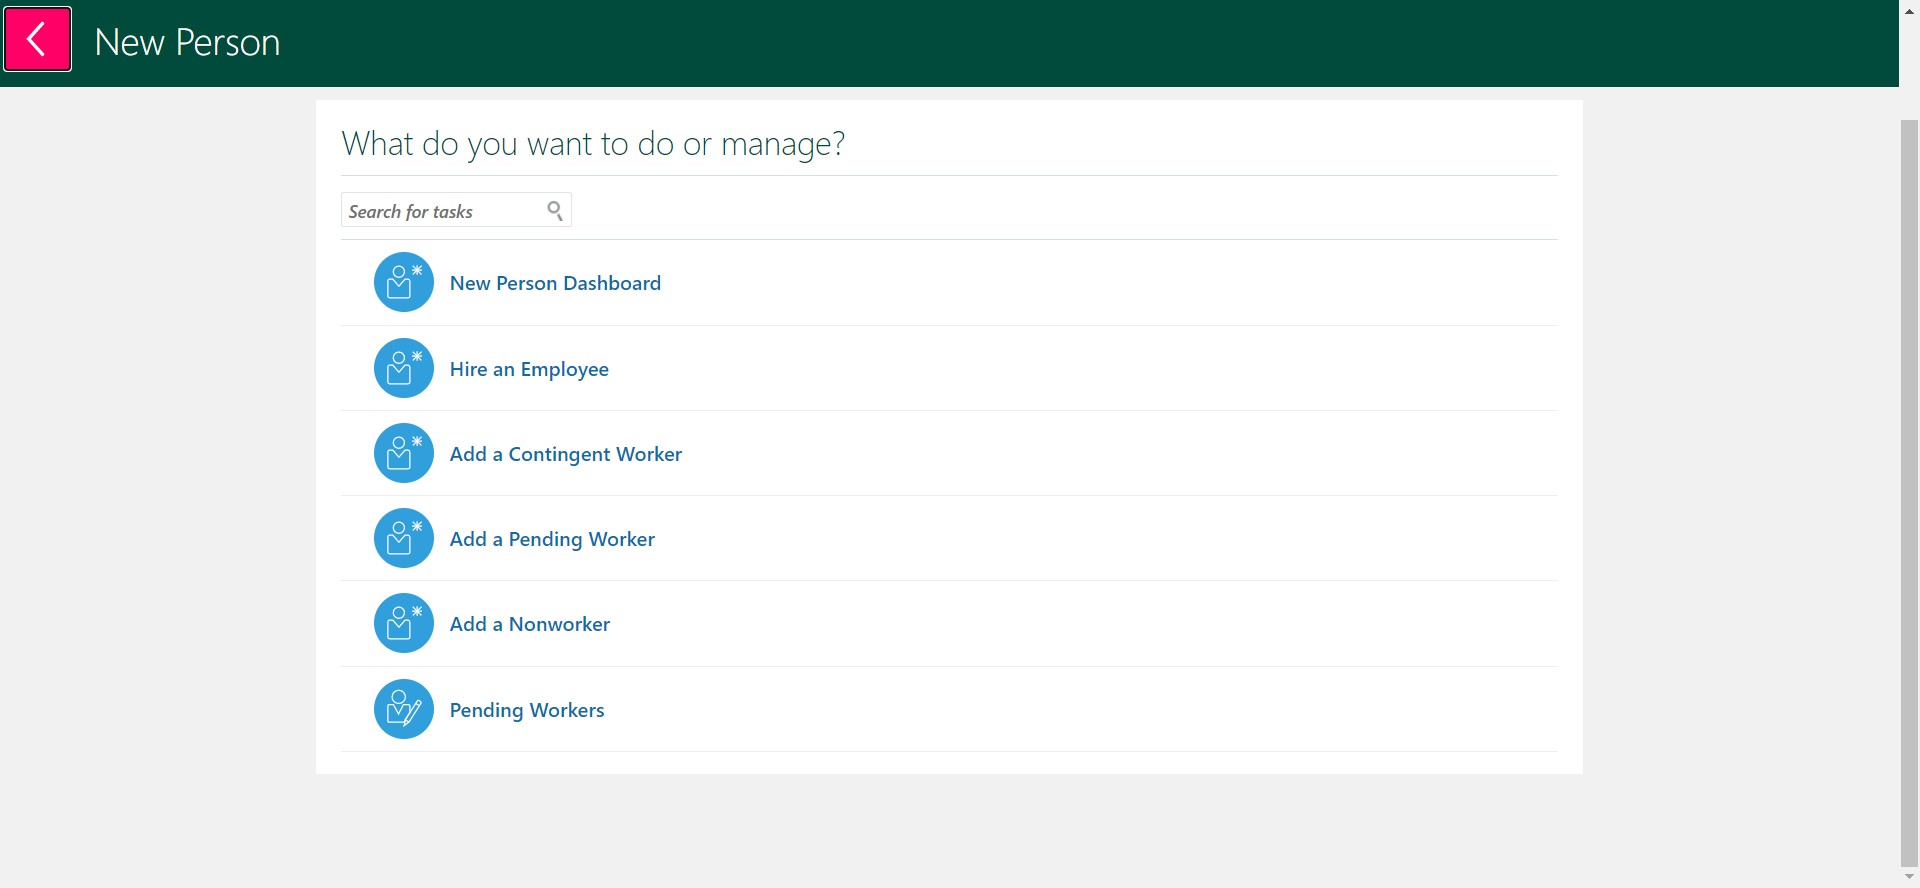 New Person
What do you want to do or manage?
Search for tasks
New Person Dashboard
Hire an Employee
Add a Contingent Worker
Add a Pending Worker
Add a Nonworker
Pending Workers